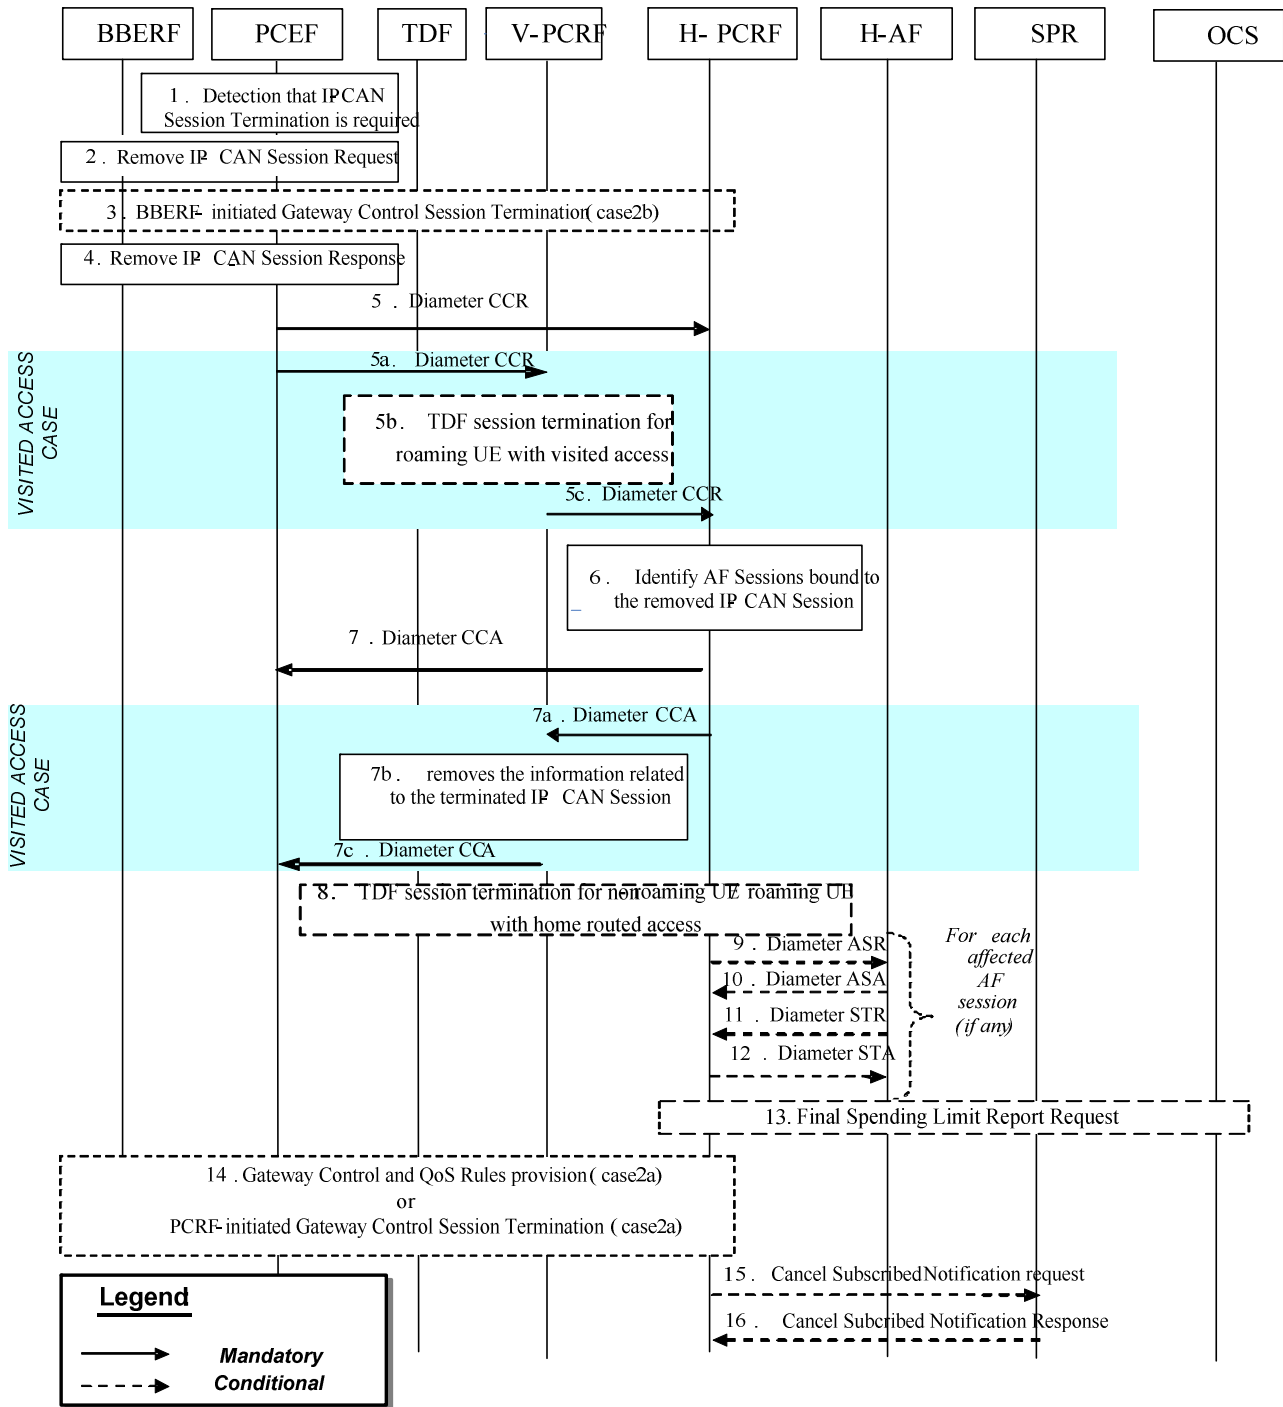 BBERF
PCEF
TDF
V-PCRF
H- PCRF
H-AF
SPR
OCS
1 . Detection that IP-CAN
Session Termination is required
2 . Remove IP- CAN Session Request
3 . BBERF- initiated Gateway Control Session Termination( case2b)
4 . Remove IP- CAN Session Response
5 . Diameter CCR
VISITED ACCESS
CASE
5a. Diameter CCR
5b. TDF session termination for
roaming UE with visited access
5c. Diameter CCR
6 . Identify AF Sessions bound to
the removed IP- CAN Session
7 . Diameter CCA
VISITED ACCESS
CASE
7a . Diameter CCA
7b . removes the information related
to the terminated IP- CAN Session
7c . Diameter CCA
8. TDF session termination for non-roaming UE roaming UE
with home routed access
9 . Diameter ASR
10 . Diameter ASA
11 . Diameter STR
12 . Diameter STA
For each
affected
AF
session
(if any)
13. Final Spending Limit Report Request
14 . Gateway Control and QoS Rules provision ( case2a)
or
PCRF-initiated Gateway Control Session Termination ( case2a)
15 . Cancel Subscribed Notification request
16 . Cancel Subcribed Notification Response
Legend:
Mandatory
Conditional